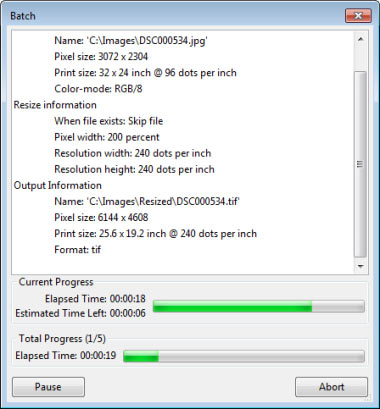 Batch
Name: 'C:\Images\DSC000534.jpg'
Pixel size: 3072 x 2304
Print size: 32 x 24 inch @ 96 dots per inch
Color-mode: RGB/8
Resize information
When file exists: Skip file
Pixel width: 200 percent
Resolution width: 240 dots per inch
Resolution height: 240 dots per inch
Output Information
Name: 'C:\Images\Resized\DSC000534.tif'
Pixel size: 6144 x 4608
Print size: 25.6 x 19.2 inch @ 240 dots per inch
Format: tif
Current Progress
Elapsed Time: 00:00:18
Estimated Time Left: 00:00:06
Total Progress (1/5)
Elapsed Time: 00:00:19
Pause Abort